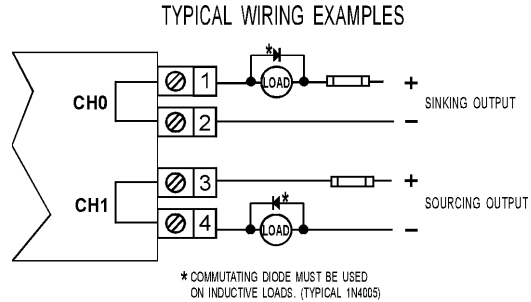 TYPICAL WIRING EXAMPLES
CH0
1
*
LOAD
+
SINKING OUTPUT
2
−
CH1
3
+
SOURCING OUTPUT
4
*
LOAD
−
* COMMUTATING DIODE MUST BE USED
ON INDUCTIVE LOADS. (TYPICAL 1N4005)